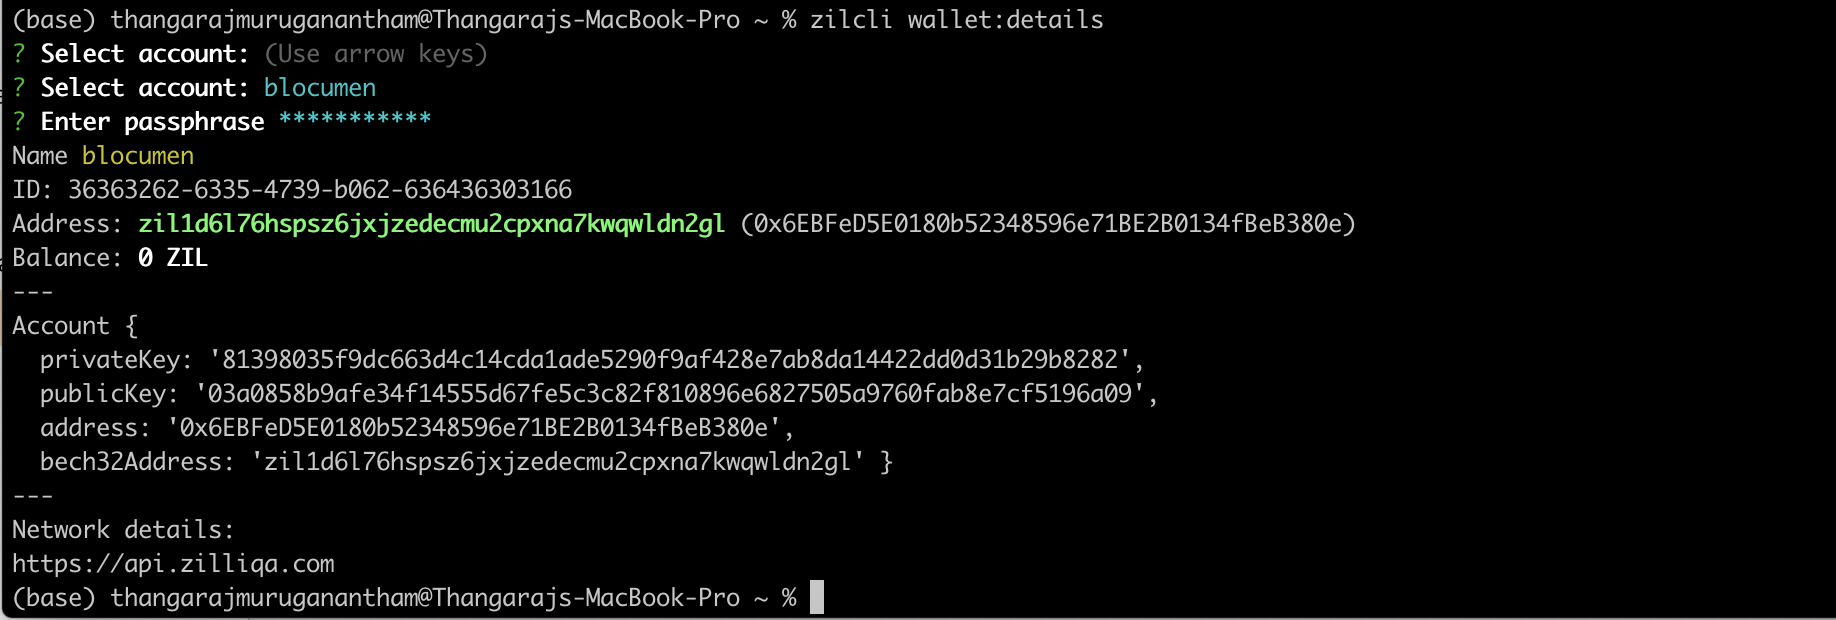 (base) thangarajmuruganantham@Thangarajs-MacBook-Pro ~ % zilcli wallet:details
? Select account: (Use arrow keys)
? Select account: blocumen
? Enter passphrase ***********
Name blocumen
ID: 36363262-6335-4739-b062-636436303166
Address: zil1d6l76hspsz6jxjzedecmu2cpxna7kwqwldn2gl (0x6EBFeD5E0180b52348596e71BE2B0134fBeB380e)
Balance: 0 ZIL
---
Account {
  privateKey: '81398035f9dc663d4c14cda1ade5290f9af428e7ab8da14422dd0d31b29b8282',
  publicKey: '03a0858b9afe34f14555d67fe5c3c82f810896e6827505a9760fab8e7cf5196a09',
  address: '0x6EBFeD5E0180b52348596e71BE2B0134fBeB380e',
  bech32Address: 'zil1d6l76hspsz6jxjzedecmu2cpxna7kwqwldn2gl' }
---
Network details:
https://api.zilliqa.com
(base) thangarajmuruganantham@Thangarajs-MacBook-Pro ~ %